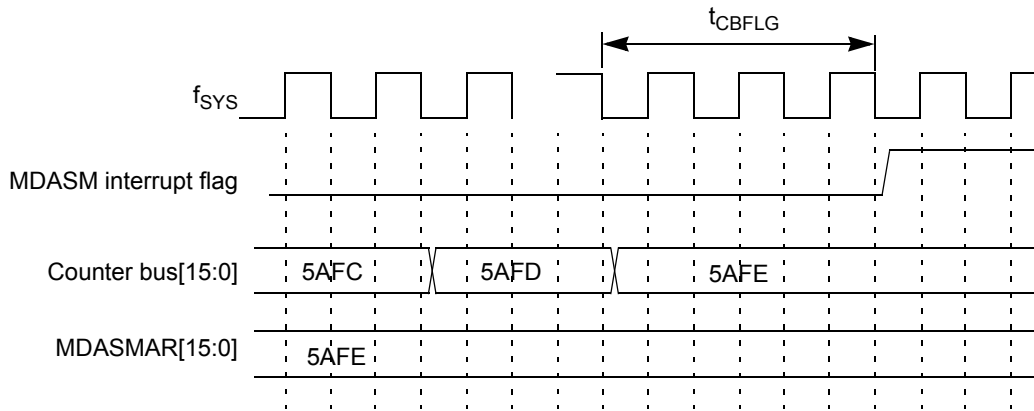 tCBFLG
fSYS
MDASM interrupt flag
Counter bus[15:0] 5AFC 5AFD 5AFE
MDASMAR[15:0] 5AFE